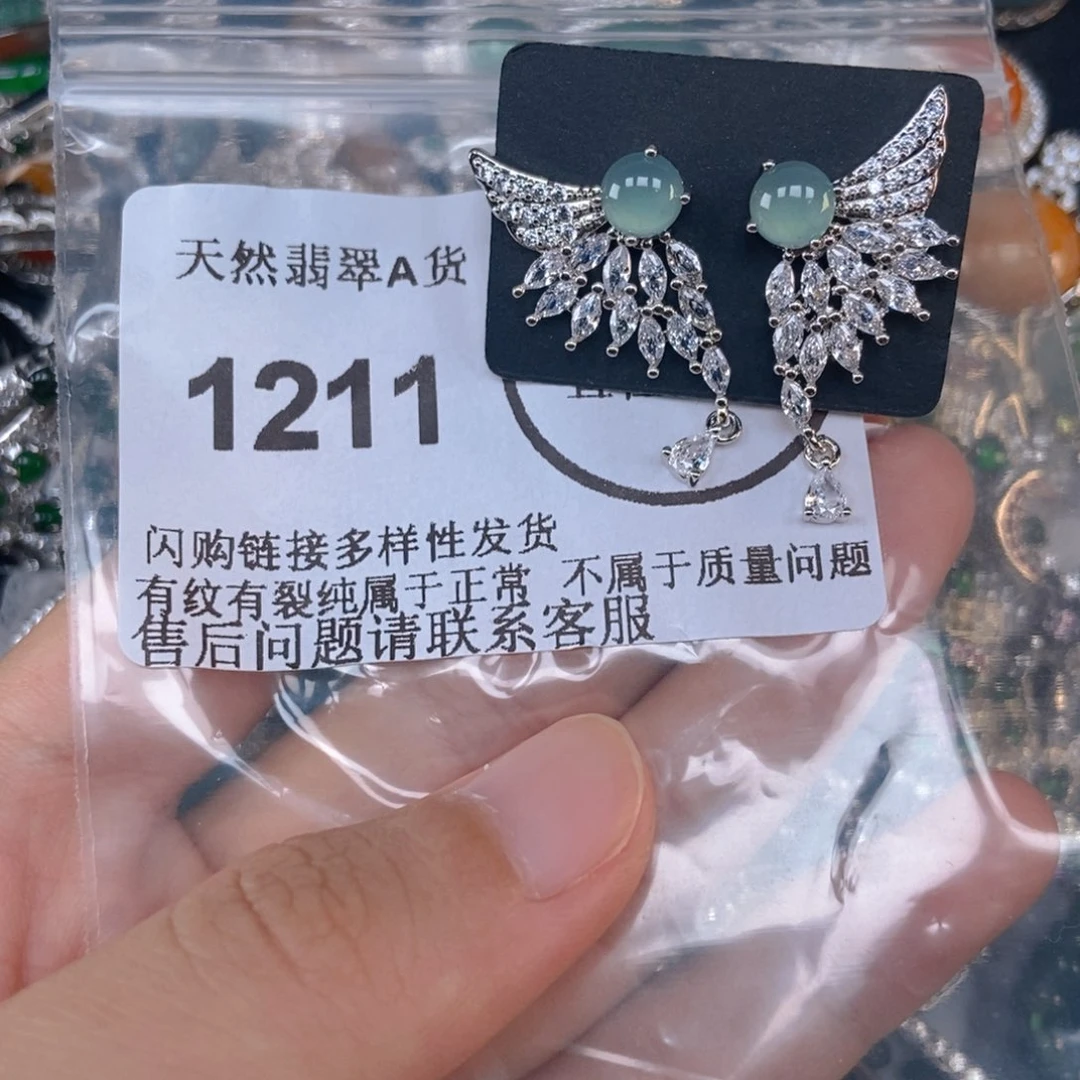 天然翡翠A货
1211
闪购链接多样性发货
有纹有裂纯属于正常 不属于质量问题
售后问题请联系客服